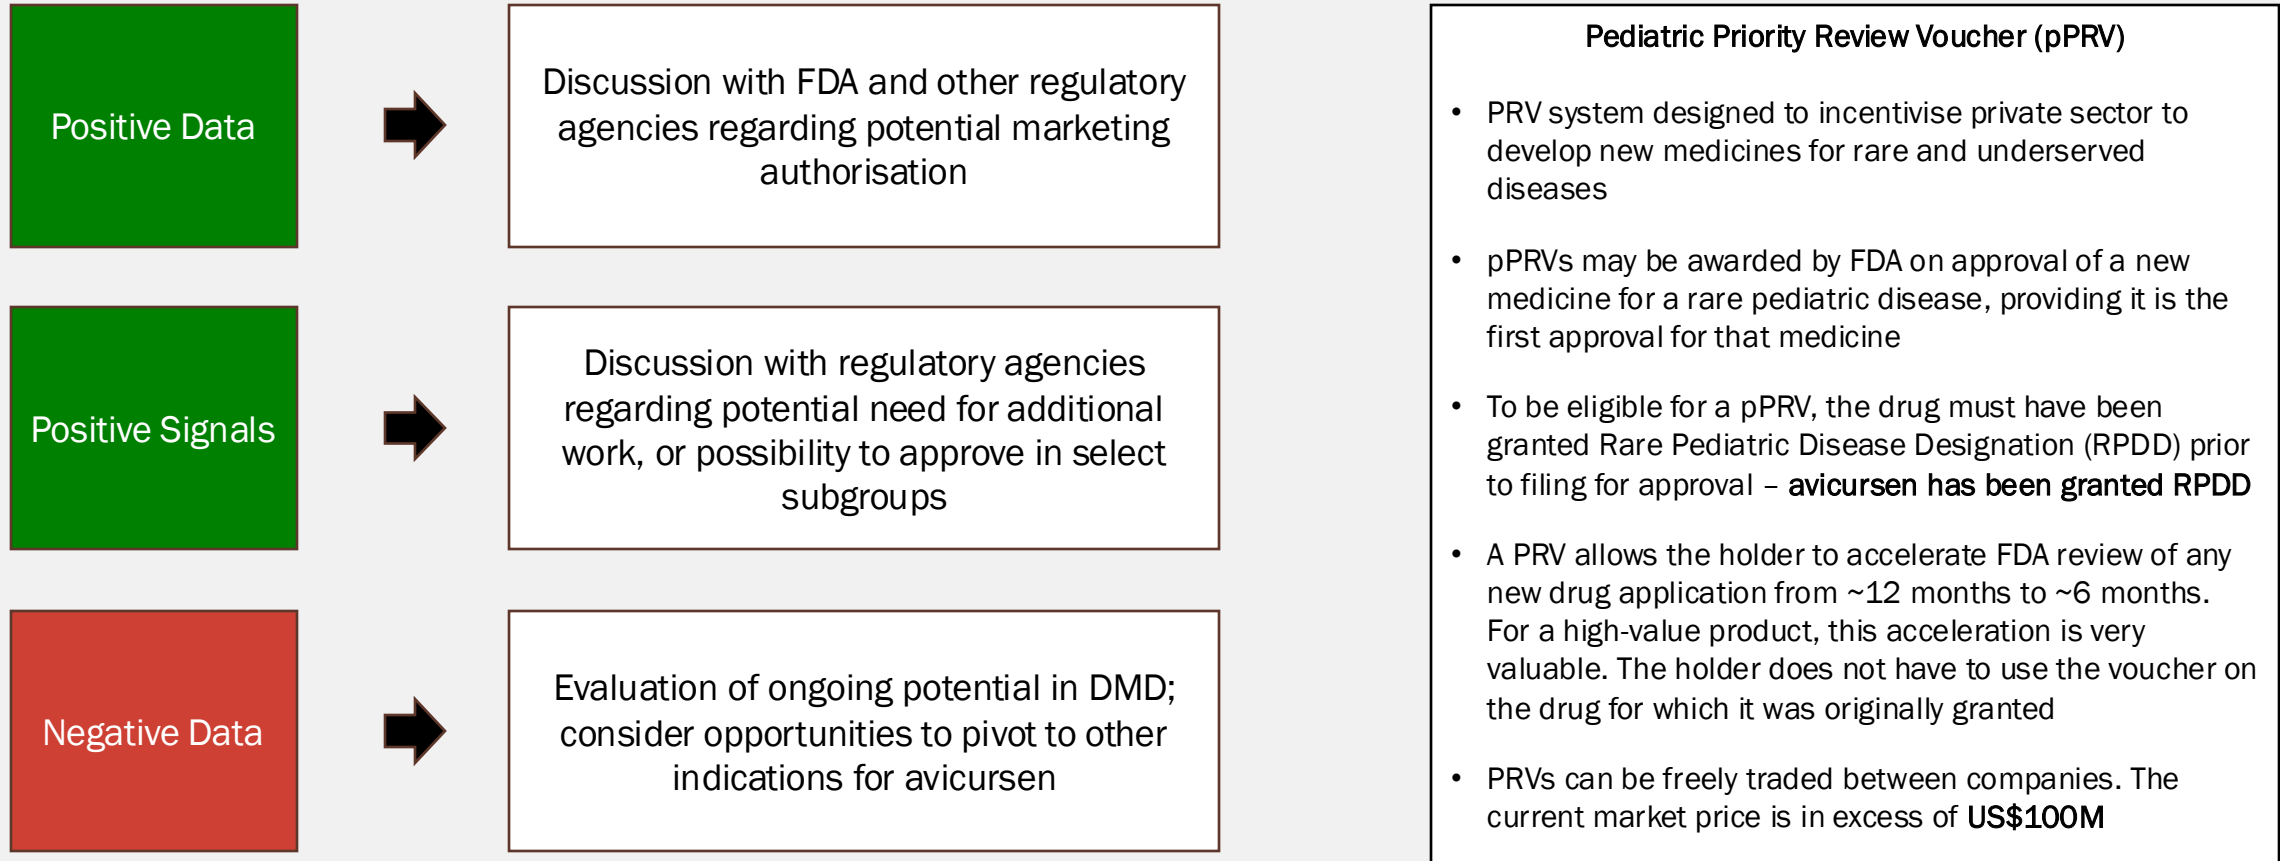 Positive Data
Discussion with FDA and other regulatory
agencies regarding potential marketing
authorisation
Positive Signals
Discussion with regulatory agencies
regarding potential need for additional
work, or possibility to approve in select
subgroups
Negative Data
Evaluation of ongoing potential in DMD;
consider opportunities to pivot to other
indications for avicursen
Pediatric Priority Review Voucher (pPRV)
• PRV system designed to incentivise private sector to
develop new medicines for rare and underserved
diseases
• pPRVs may be awarded by FDA on approval of a new
medicine for a rare pediatric disease, providing it is the
first approval for that medicine
• To be eligible for a pPRV, the drug must have been
granted Rare Pediatric Disease Designation (RPDD) prior
to filing for approval – avicursen has been granted RPDD
• A PRV allows the holder to accelerate FDA review of any
new drug application from ~12 months to ~6 months.
For a high-value product, this acceleration is very
valuable. The holder does not have to use the voucher on
the drug for which it was originally granted
• PRVs can be freely traded between companies. The
current market price is in excess of US$100M